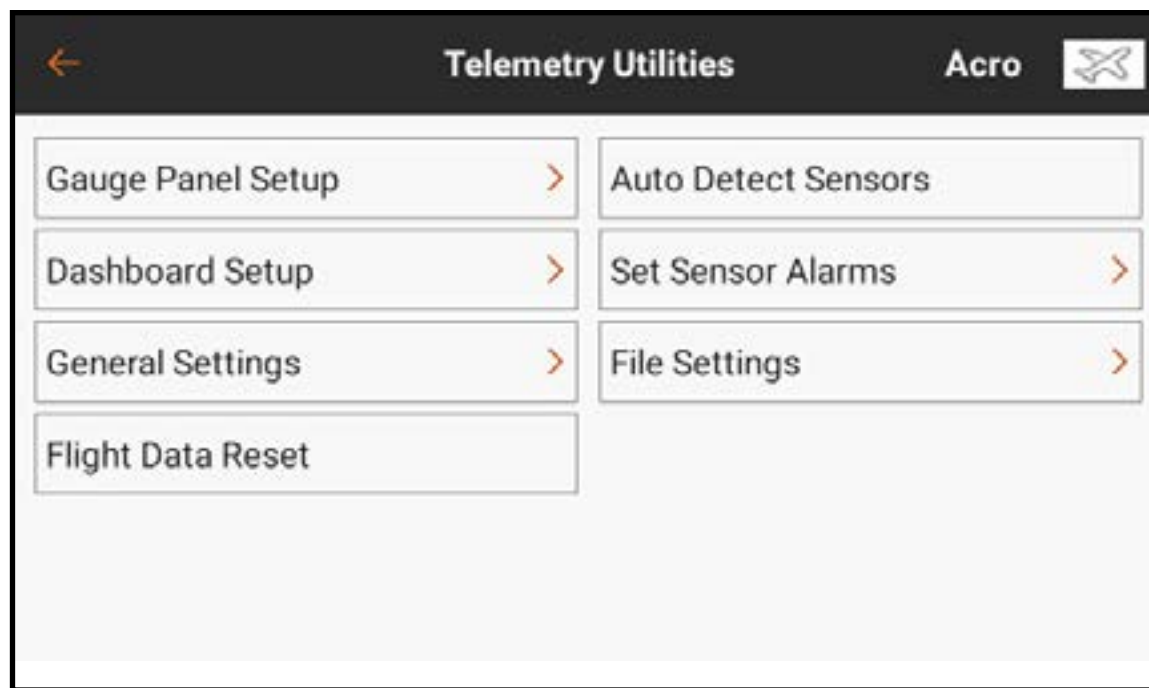 Telemetry Utilities
Acro
Gauge Panel Setup
Auto Detect Sensors
Dashboard Setup
Set Sensor Alarms
General Settings
File Settings
Flight Data Reset